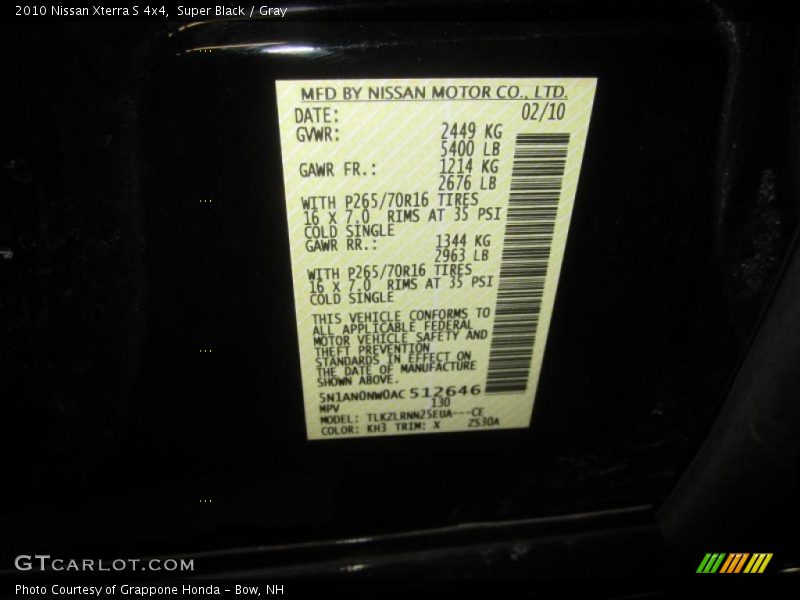 2010 Nissan Xterra S 4x4, Super Black / Gray
MFD BY NISSAN MOTOR CO., LTD.
DATE: 02/10
GVWR: 2449 KG
5400 LB
GAWR FR.: 1214 KG
2676 LB
WITH P265/70R16 TIRES
16 X 7.0 RIMS AT 35 PSI
COLD SINGLE
GAWR RR.: 1344 KG
2963 LB
WITH P265/70R16 TIRES
16 X 7.0 RIMS AT 35 PSI
COLD SINGLE
THIS VEHICLE CONFORMS TO
ALL APPLICABLE FEDERAL
MOTOR VEHICLE SAFETY AND
THEFT PREVENTION
STANDARDS IN EFFECT ON
THE DATE OF MANUFACTURE
SHOWN ABOVE.
5N1AN0NW0AC 512646
MPV 130
MODEL: TLKZLRNN25EUA---CE
COLOR: KH3 TRIM: X ZS30A
GTCARLOT.COM
Photo Courtesy of Grappone Honda - Bow, NH